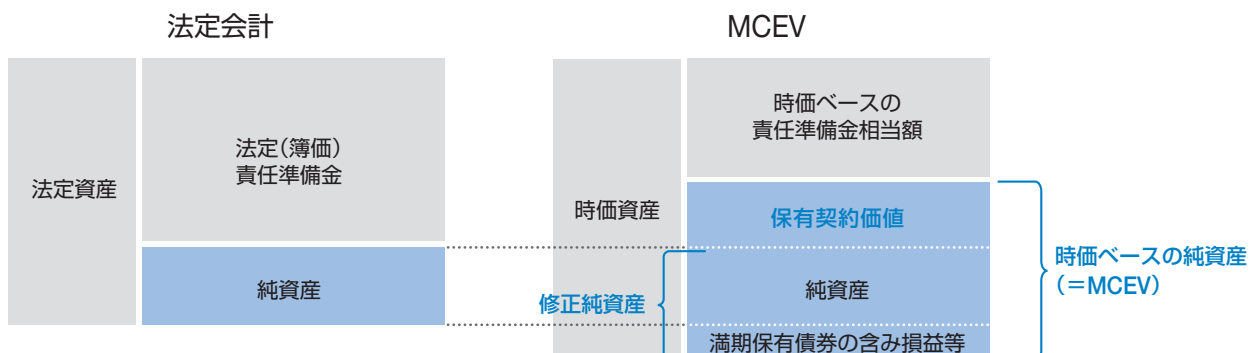 法定会計
法定資産
法定(簿価)
責任準備金
純資産
MCEV
時価資産
時価ベースの
責任準備金相当額
保有契約価値
純資産
満期保有債券の含み損益等
修正純資産
時価ベースの純資産
(=MCEV)